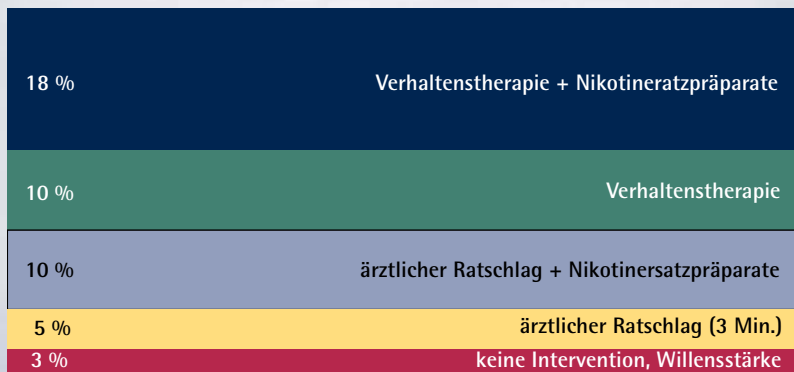 18 % Verhaltenstherapie + Nikotineratzpräparate
10 % Verhaltenstherapie
10 % ärztlicher Ratschlag + Nikotinersatzpräparate
5 % ärztlicher Ratschlag (3 Min.)
3 % keine Intervention, Willensstärke